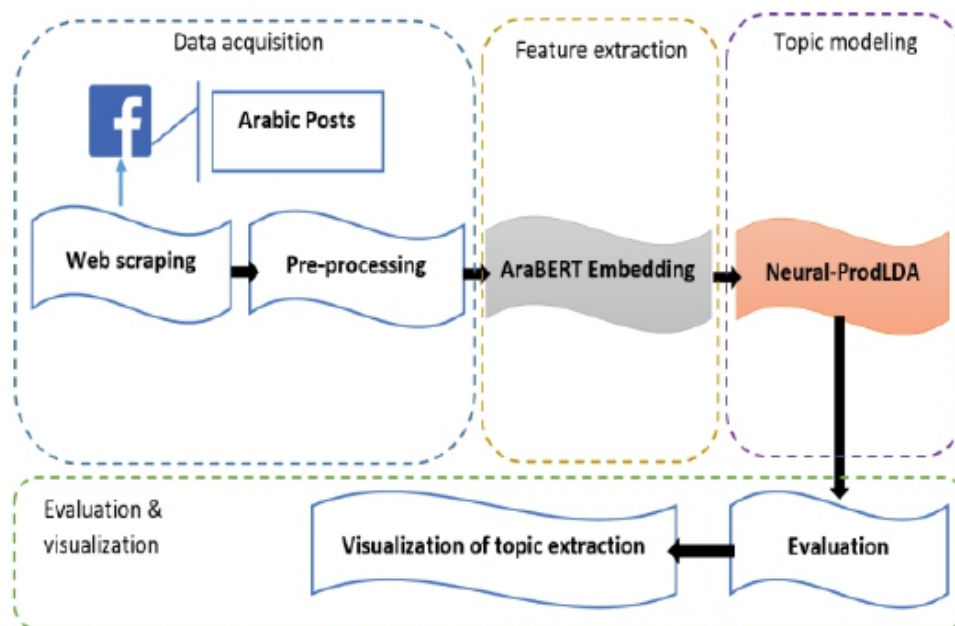 Data acquisition
Feature extraction
Topic modeling
f
Arabic Posts
Web scraping
Pre-processing
AraBERT Embedding
Neural-ProdLDA
Evaluation &
visualization
Visualization of topic extraction
Evaluation